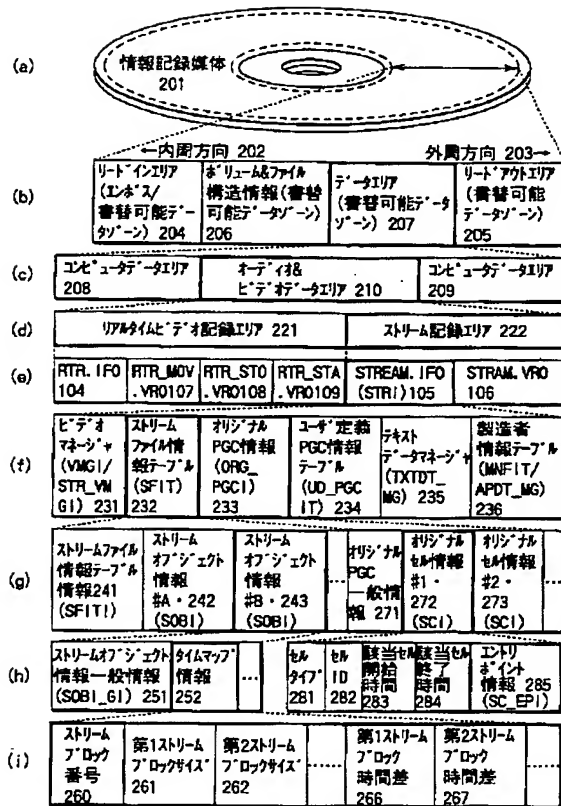 (a)
情報記録媒体
201
←内周方向 202
外周方向 203→
(b)
リードインエリア
(エンボス/
書替可能デー
タゾーン) 204
ボリューム&ファイル
構造情報(書替
可能データゾーン)
206
データエリア
(書替可能データ
ゾーン) 207
リードアウトエリア
(書替可能
データゾーン)
205
(c)
コンピュータデータエリア
208
オーディオ&
ビデオデータエリア 210
コンピュータデータエリア
209
(d)
リアルタイムビデオ記録エリア 221
ストリーム記録エリア 222
(e)
RTR.IFO
104
RTR_MOV
.VRO107
RTR_STO
.VRO108
RTR_STA
.VRO109
STREAM.IFO
(STRI)105
STRAM.VRO
106
(f)
ビデオ
マネージャ
(VMGI/
STR_VM
GI) 231
ストリーム
ファイル情
報テーブル
(SFIT)
232
オリジナル
PGC情報
(ORG_
PGCI)
233
ユーザ定義
PGC情報
テーブル
(UD_PGC
IT) 234
テキスト
データマネージャ
(TXTDT_
MG) 235
製造者
情報テーブル
(MNFIT/
APDT_MG)
236
(g)
ストリームファイル
情報テーブル
情報241
(SFITI)
ストリーム
オブジェクト
情報
#A・242
(SOBI)
ストリーム
オブジェクト
情報
#B・243
(SOBI)
……
オリジナル
PGC
一般情
報 271
オリジナル
セル情報
#1・
272
(SCI)
オリジナル
セル情報
#2・
273
(SCI)
……
(h)
ストリームオブジェクト
情報一般情報
(SOBI_GI) 251
タイムマップ
情報
252
……
セル
タイプ
281
セル
ID
282
該当セル
開始
時間
283
該当セル
終了
時間
284
エントリ
ポイント
情報 285
(SC_EPI)
(i)
ストリーム
ブロック
番号
260
第1ストリーム
ブロックサイズ
261
第2ストリーム
ブロックサイズ
262
……
第1ストリーム
ブロック
時間差
266
第2ストリーム
ブロック
時間差
267
……